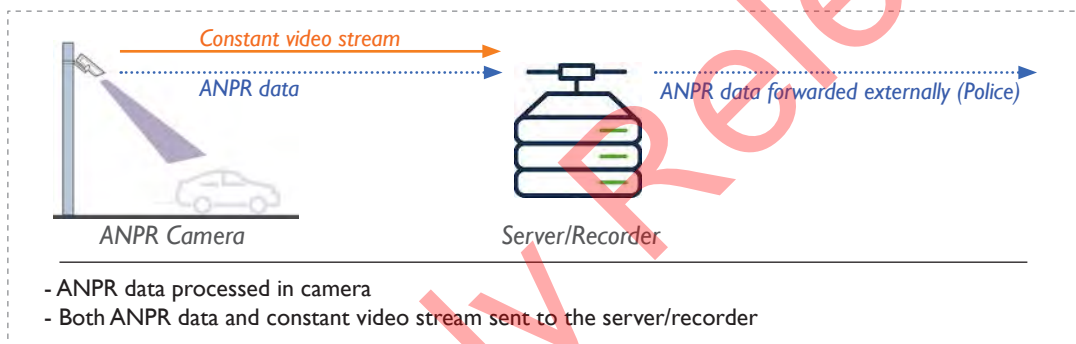 Constant video stream
ANPR data
ANPR data forwarded externally (Police)
ANPR Camera
Server/Recorder
- ANPR data processed in camera
- Both ANPR data and constant video stream sent to the server/recorder